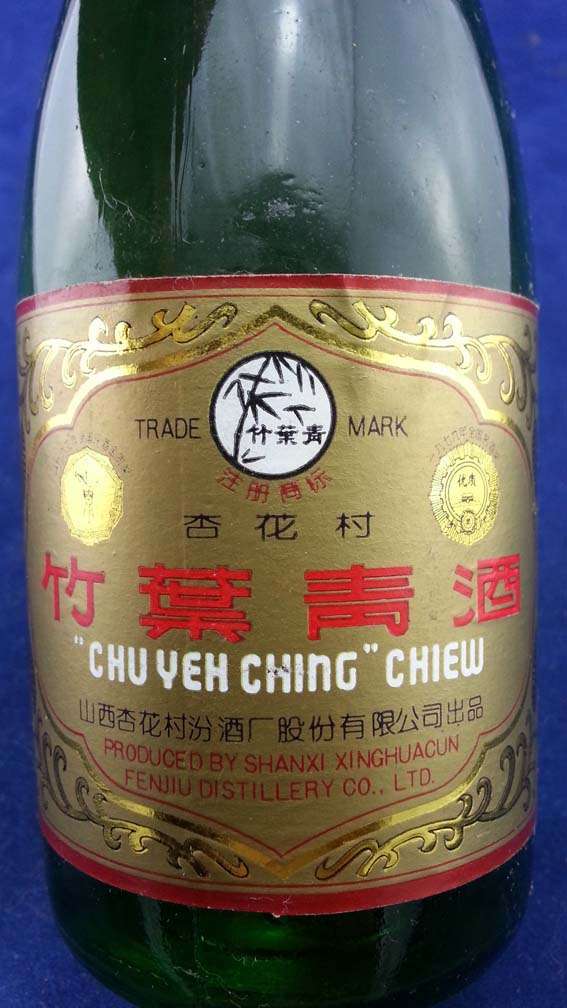 TRADE MARK
竹葉青
注册商标
优质
杏花村
竹葉青酒
"CHU YEH CHING" CHIEW
山西杏花村汾酒厂股份有限公司出品
PRODUCED BY SHANXI XINGHUACUN
FENJIU DISTILLERY CO., LTD.